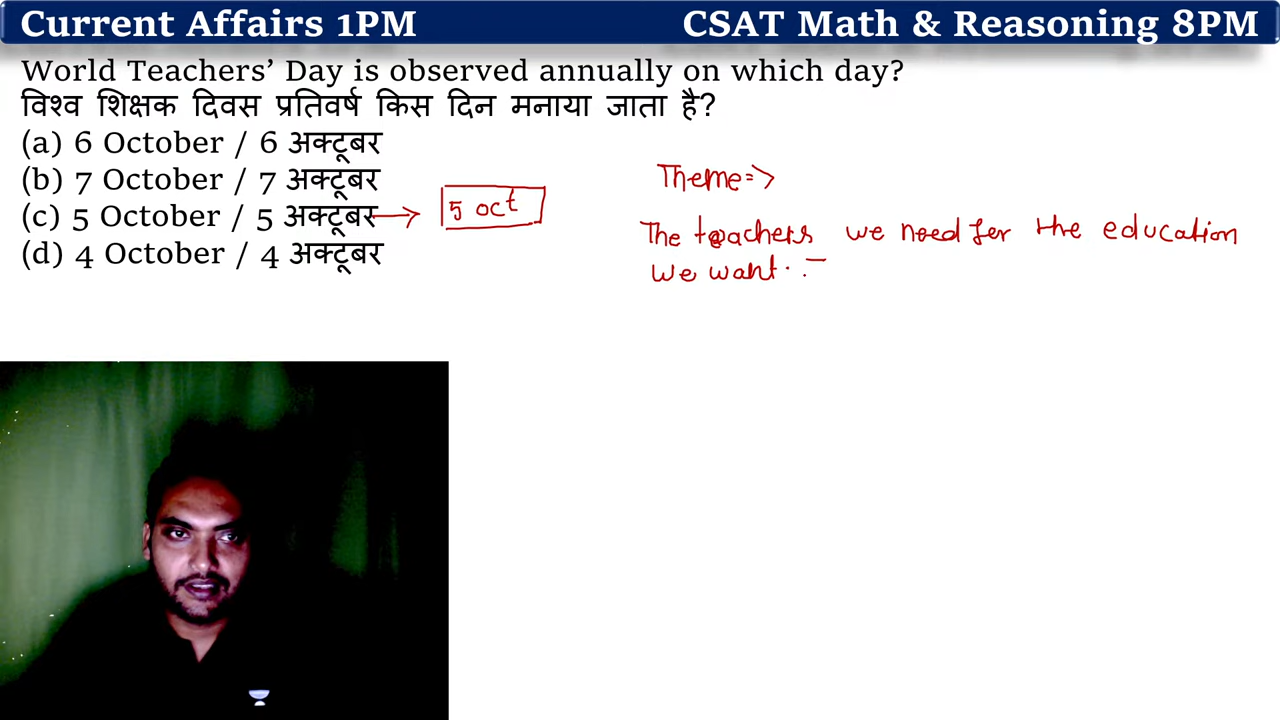 Current Affairs 1PM
CSAT Math & Reasoning 8PM
World Teachers' Day is observed annually on which day?
विश्व शिक्षक दिवस प्रतिवर्ष किस दिन मनाया जाता है?
(a) 6 October / 6 अक्टूबर
(b) 7 October / 7 अक्टूबर
(c) 5 October / 5 अक्टूबर
(d) 4 October / 4 अक्टूबर
5 oct
Theme=>
The teachers we need for the education
we want..